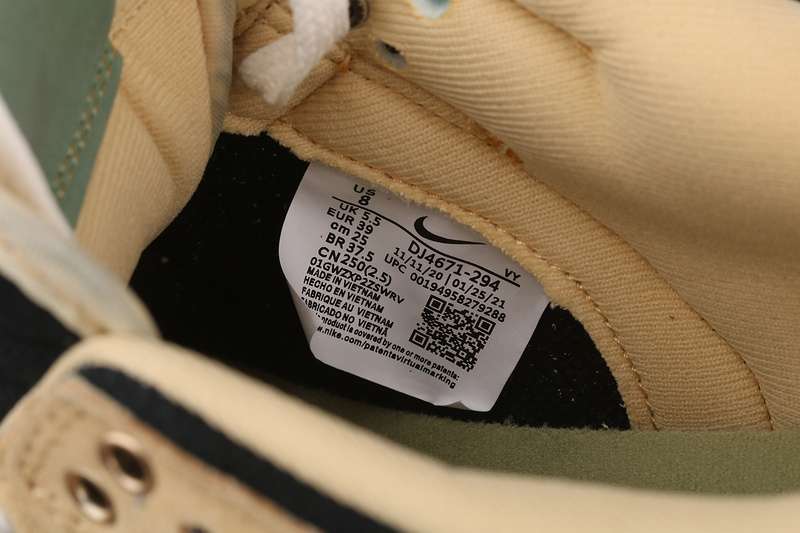 US
8
UK 5.5
EUR 39
cm 25
BR 37.5
CN 250(2.5)
01GWZXP2ZSWRV
MADE IN VIETNAM
HECHO EN VIETNAM
FABRIQUE AU VIETNAM
FABRICADO NO VIETNÃ
product is covered by one or more patents:
.nike.com/patentavirtualmarking
DJ4671-294 VY
11/11/20 | 01/25/21
UPC 00194958279288